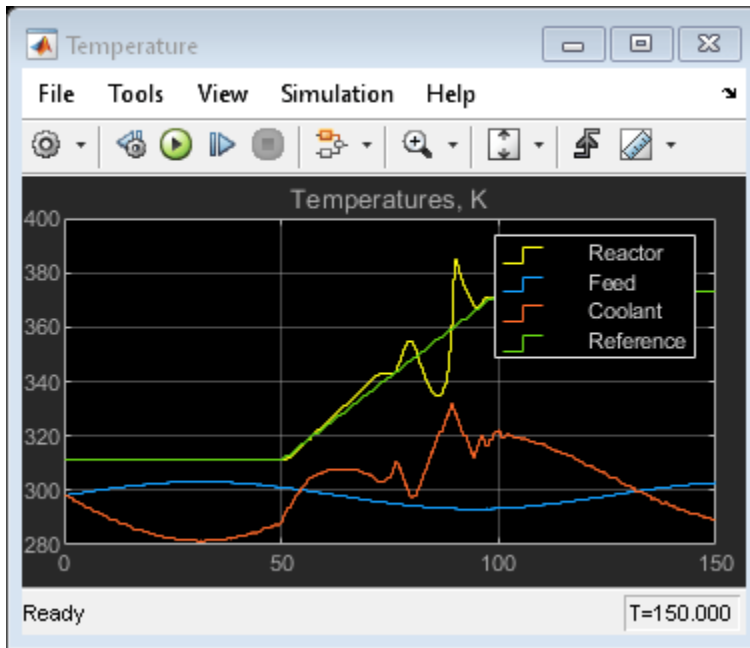 Temperature
File Tools View Simulation Help
Temperatures, K
400
380
360
340
320
300
280
0 50 100 150
Reactor
Feed
Coolant
Reference
Ready T=150.000